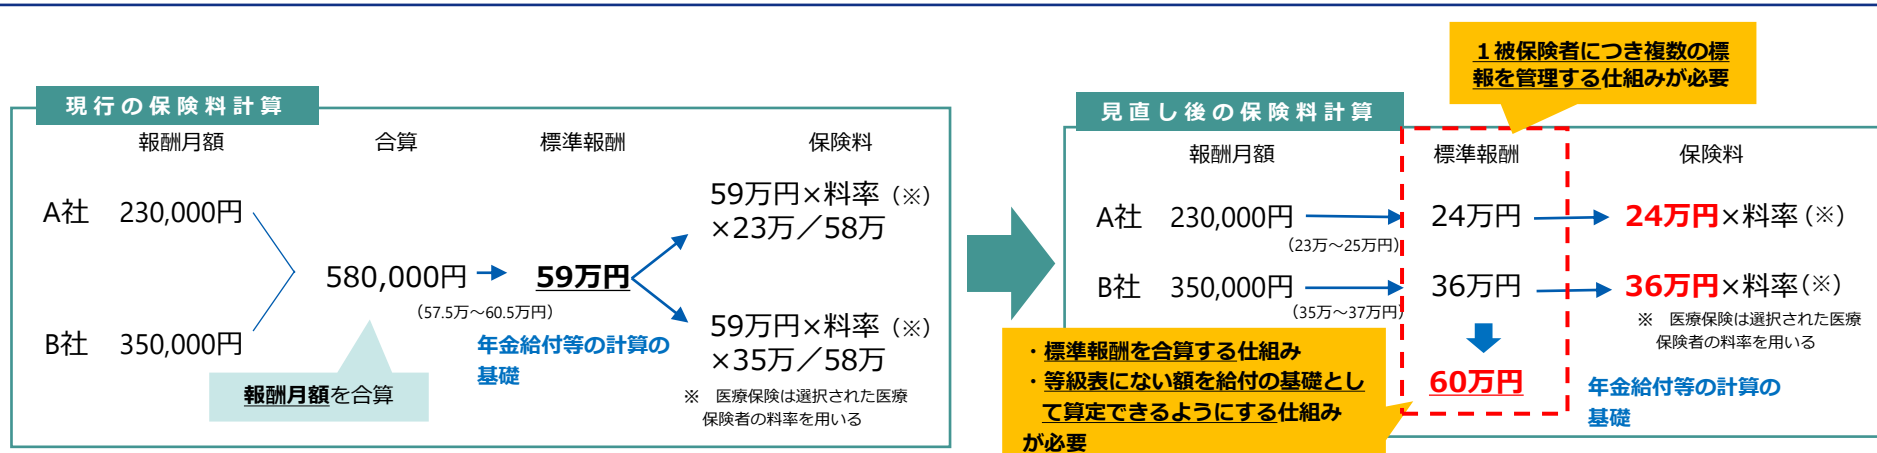 現行の保険料計算
報酬月額
合算
標準報酬
保険料
A社
230,000円
B社
350,000円
580,000円
(57.5万～60.5万円)
59万円
59万円×料率（※）
×23万／58万
59万円×料率（※）
×35万／58万
年金給付等の計算の
基礎
報酬月額を合算
※　医療保険は選択された医療
保険者の料率を用いる
１被保険者につき複数の標
報を管理する仕組みが必要
見直し後の保険料計算
報酬月額
標準報酬
保険料
A社
230,000円
(23万～25万円)
24万円
24万円×料率（※）
B社
350,000円
(35万～37万円)
36万円
36万円×料率（※）
※　医療保険は選択された医療
保険者の料率を用いる
・標準報酬を合算する仕組み
・等級表にない額を給付の基礎とし
て算定できるようにする仕組み
が必要
60万円
年金給付等の計算の
基礎